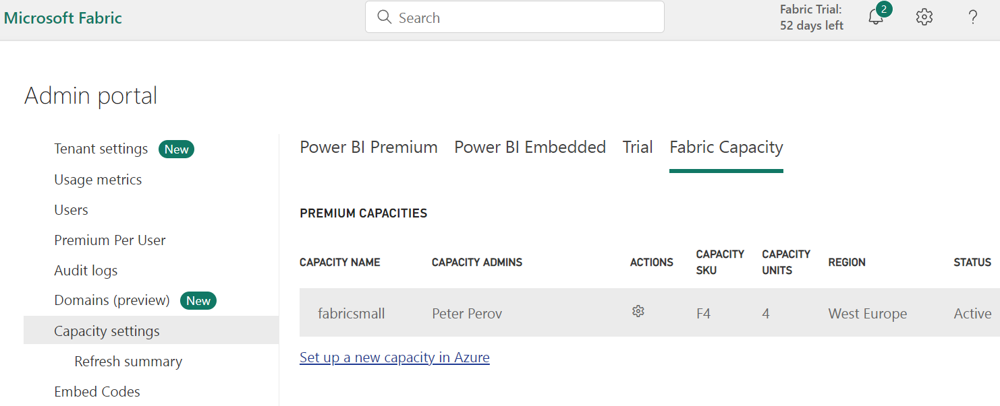 Microsoft Fabric
Search
Fabric Trial:
52 days left
2
?
Admin portal
Tenant settings New
Usage metrics
Users
Premium Per User
Audit logs
Domains (preview) New
Capacity settings
Refresh summary
Embed Codes
Power BI Premium Power BI Embedded Trial Fabric Capacity
PREMIUM CAPACITIES
CAPACITY NAME CAPACITY ADMINS ACTIONS CAPACITY SKU CAPACITY UNITS REGION STATUS
fabricsmall Peter Perov F4 4 West Europe Active
Set up a new capacity in Azure